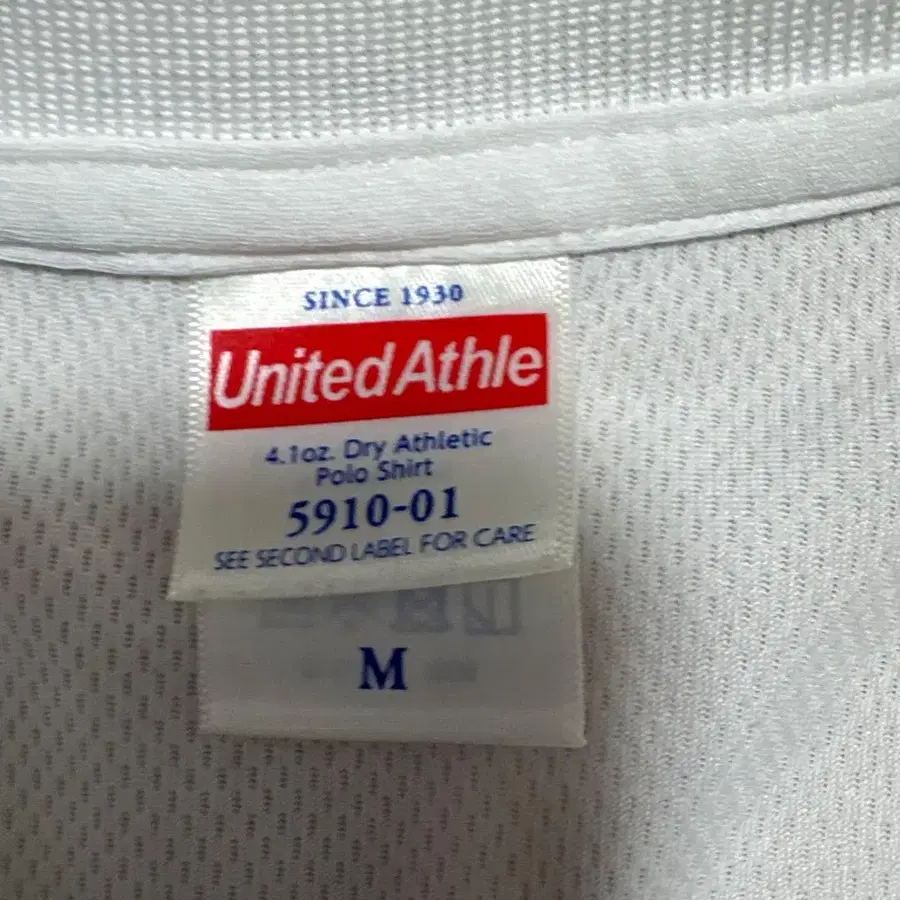 SINCE 1930
United Athle
4.1oz. Dry Athletic
Polo Shirt
5910-01
SEE SECOND LABEL FOR CARE
M